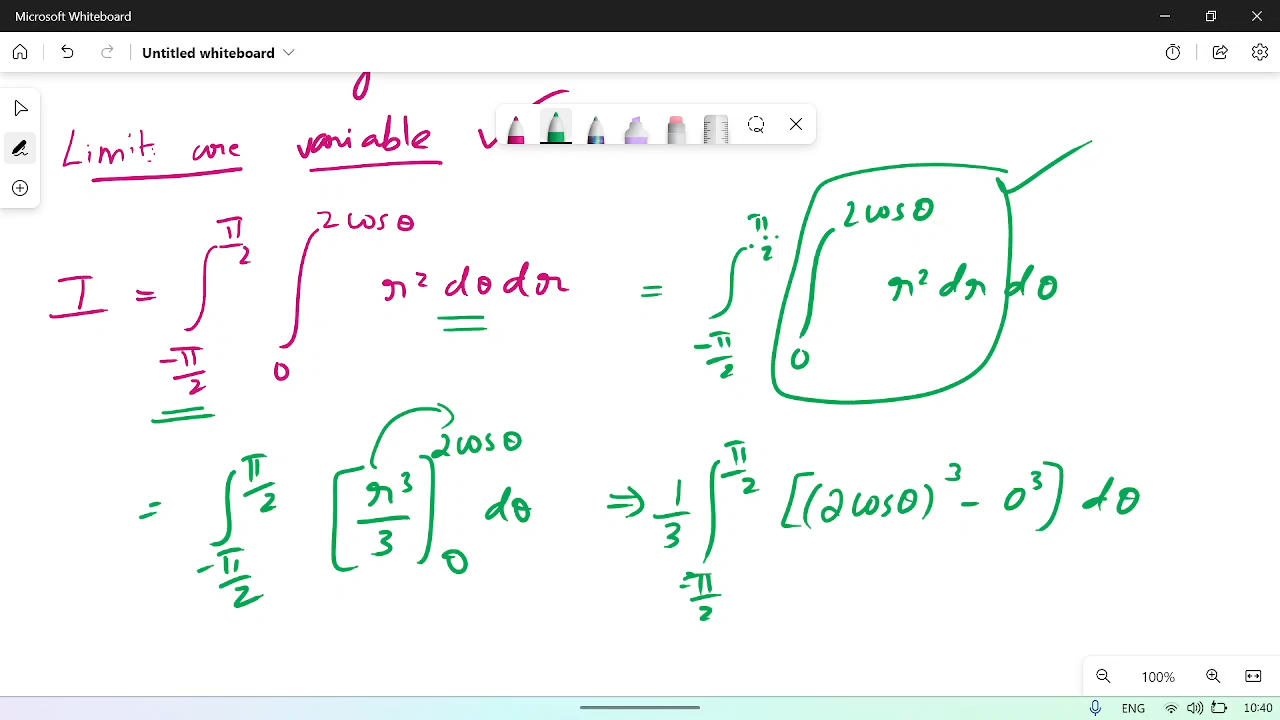 Microsoft Whiteboard
Untitled whiteboard
Limit are variable
I = ∫_{-π/2}^{π/2} ∫_0^{2cosθ} r² dθ dr = ∫_{-π/2}^{π/2} ∫_0^{2cosθ} r² dr dθ
= ∫_{-π/2}^{π/2} [r³/3]_0^{2cosθ} dθ ⇒ 1/3 ∫_{-π/2}^{π/2} [(2cosθ)³ - 0³] dθ
100%
ENG 10:40